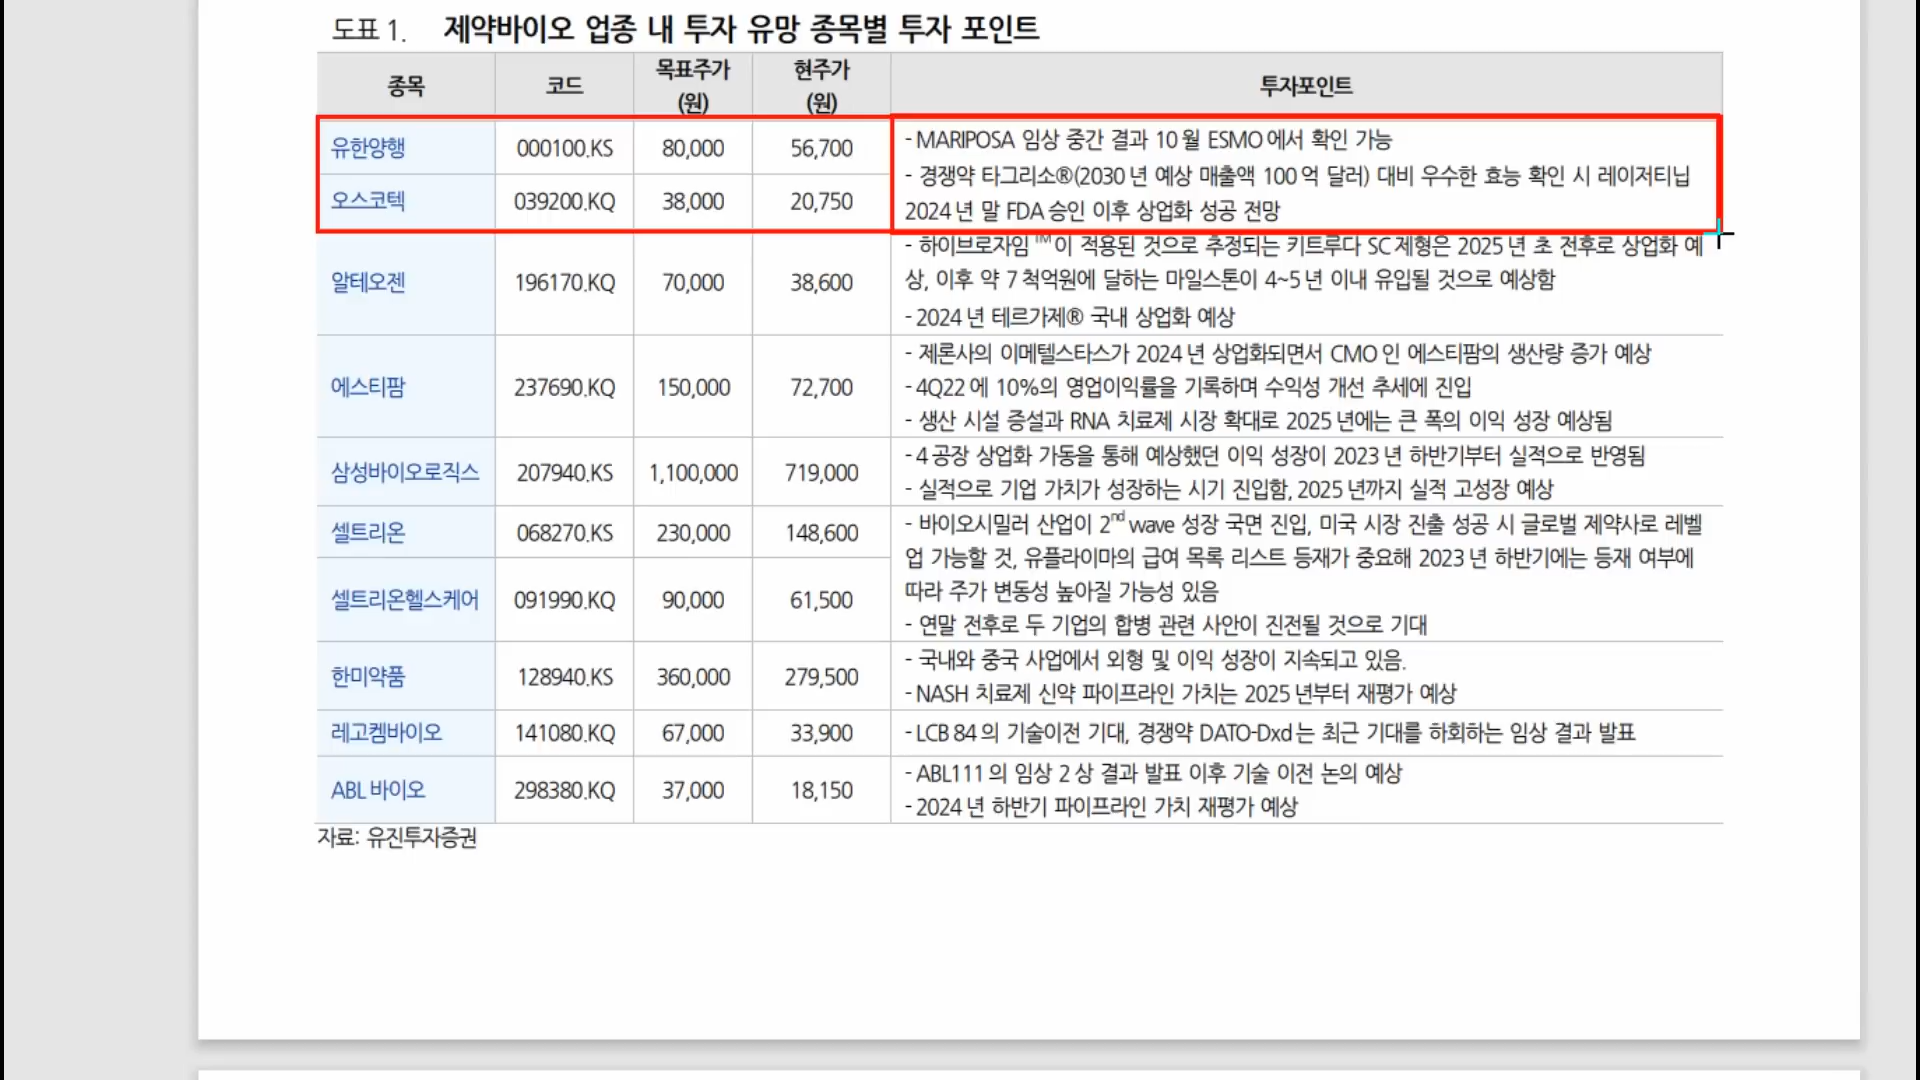 도표 1. 제약바이오 업종 내 투자 유망 종목별 투자 포인트
종목 코드 목표주가 (원) 현주가 (원) 투자포인트
유한양행 000100.KS 80,000 56,700
오스코텍 039200.KQ 38,000 20,750
- MARIPOSA 임상 중간 결과 10월 ESMO에서 확인 가능
- 경쟁약 타그리소®(2030년 예상 매출액 100억 달러) 대비 우수한 효능 확인 시 레이저티닙
2024년 말 FDA 승인 이후 상업화 성공 전망
알테오젠 196170.KQ 70,000 38,600
- 하이브로자임™이 적용된 것으로 추정되는 키트루다 SC제형은 2025년 초 전후로 상업화 예
상, 이후 약 7척억원에 달하는 마일스톤이 4~5년 이내 유입될 것으로 예상함
- 2024년 테르가제® 국내 상업화 예상
에스티팜 237690.KQ 150,000 72,700
- 제론사의 이메텔스타스가 2024년 상업화되면서 CMO인 에스티팜의 생산량 증가 예상
- 4Q22에 10%의 영업이익률을 기록하며 수익성 개선 추세에 진입
- 생산 시설 증설과 RNA 치료제 시장 확대로 2025년에는 큰 폭의 이익 성장 예상됨
삼성바이오로직스 207940.KS 1,100,000 719,000
- 4공장 상업화 가동을 통해 예상했던 이익 성장이 2023년 하반기부터 실적으로 반영됨
- 실적으로 기업 가치가 성장하는 시기 진입함, 2025년까지 실적 고성장 예상
셀트리온 068270.KS 230,000 148,600
셀트리온헬스케어 091990.KQ 90,000 61,500
- 바이오시밀러 산업이 2nd wave 성장 국면 진입, 미국 시장 진출 성공 시 글로벌 제약사로 레벨
업 가능할 것, 유플라이마의 급여 목록 리스트 등재가 중요해 2023년 하반기에는 등재 여부에
따라 주가 변동성 높아질 가능성 있음
- 연말 전후로 두 기업의 합병 관련 사안이 진전될 것으로 기대
한미약품 128940.KS 360,000 279,500
- 국내와 중국 사업에서 외형 및 이익 성장이 지속되고 있음.
- NASH 치료제 신약 파이프라인 가치는 2025년부터 재평가 예상
레고켐바이오 141080.KQ 67,000 33,900
- LCB 84의 기술이전 기대, 경쟁약 DATO-Dxd는 최근 기대를 하회하는 임상 결과 발표
ABL바이오 298380.KQ 37,000 18,150
- ABL111의 임상 2상 결과 발표 이후 기술 이전 논의 예상
- 2024년 하반기 파이프라인 가치 재평가 예상
자료: 유진투자증권